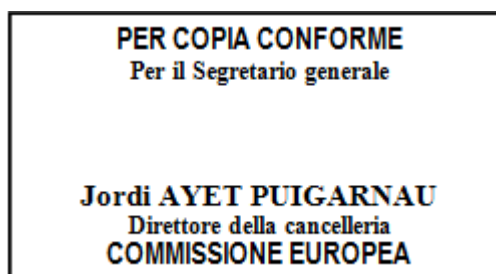 PER COPIA CONFORME
Per il Segretario generale
Jordi AYET PUIGARNAU
Direttore della cancelleria
COMMISSIONE EUROPEA